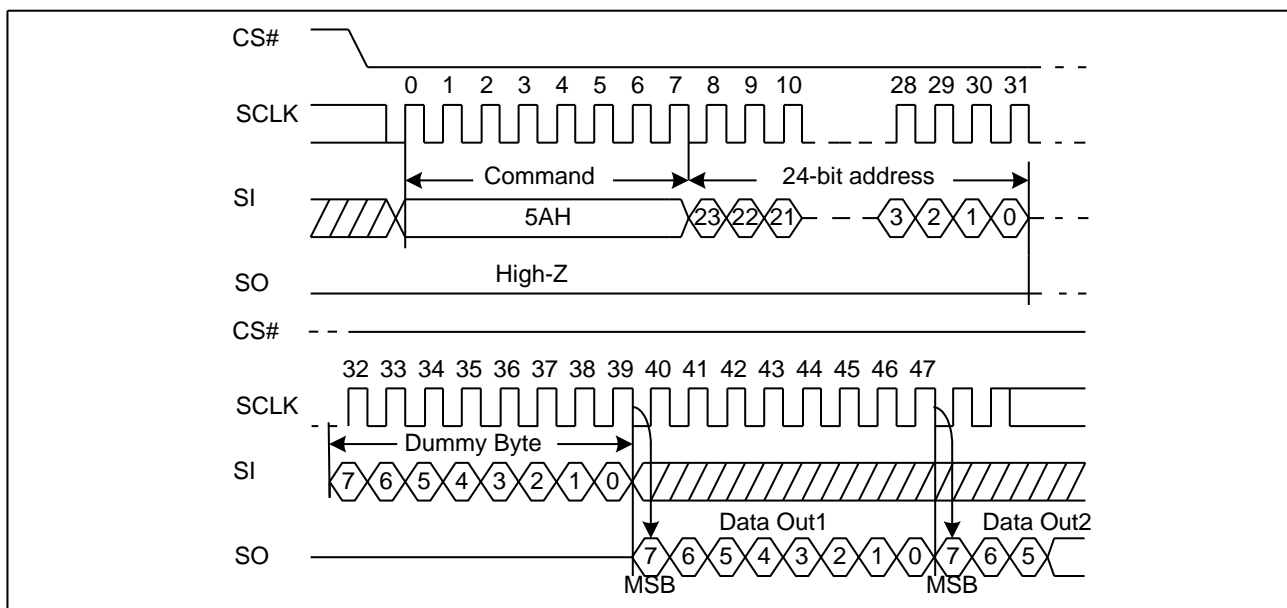 CS#
0 1 2 3 4 5 6 7 8 9 10 28 29 30 31
SCLK
Command 24-bit address
SI
5AH 23 22 21 3 2 1 0
High-Z
SO
CS#
32 33 34 35 36 37 38 39 40 41 42 43 44 45 46 47
SCLK
Dummy Byte
SI
7 6 5 4 3 2 1 0
Data Out1 Data Out2
SO
7 6 5 4 3 2 1 0 7 6 5
MSB MSB